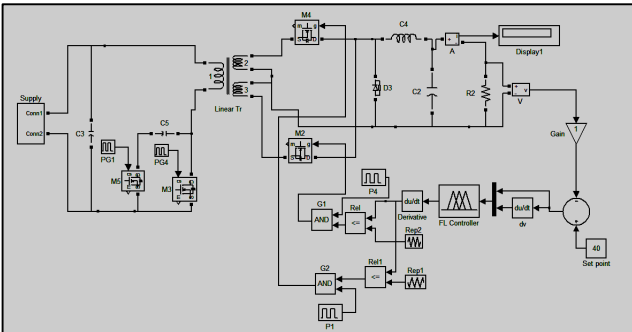 M4
C4
A
Display1
Supply
Conn1
Conn2
C3
C5
1
2
3
Linear Tr
D3
C2
R2
V
Gain
1
PG1
PG4
M5
M3
M2
P4
G1
AND
Rel
<=
du/dt
Derivative
FL Controller
du/dt
dv
Rep2
Rel1
<=
Rep1
G2
AND
P1
40
Set point